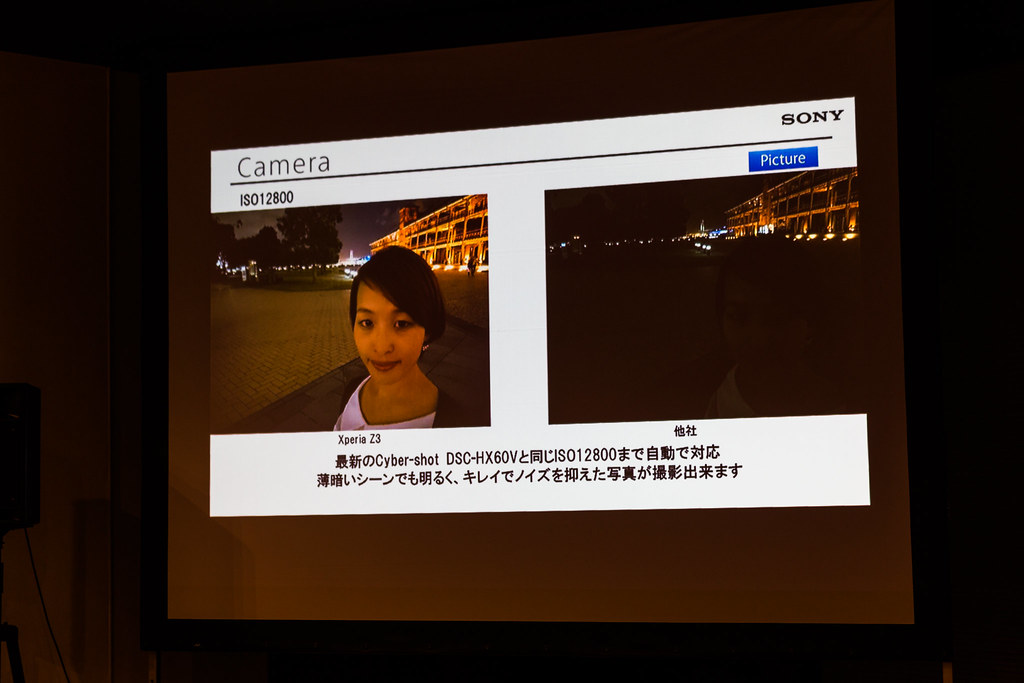 SONY
Camera
Picture
ISO12800
Xperia Z3
他社
最新のCyber-shot DSC-HX60Vと同じISO12800まで自動で対応
薄暗いシーンでも明るく、キレイでノイズを抑えた写真が撮影出来ます